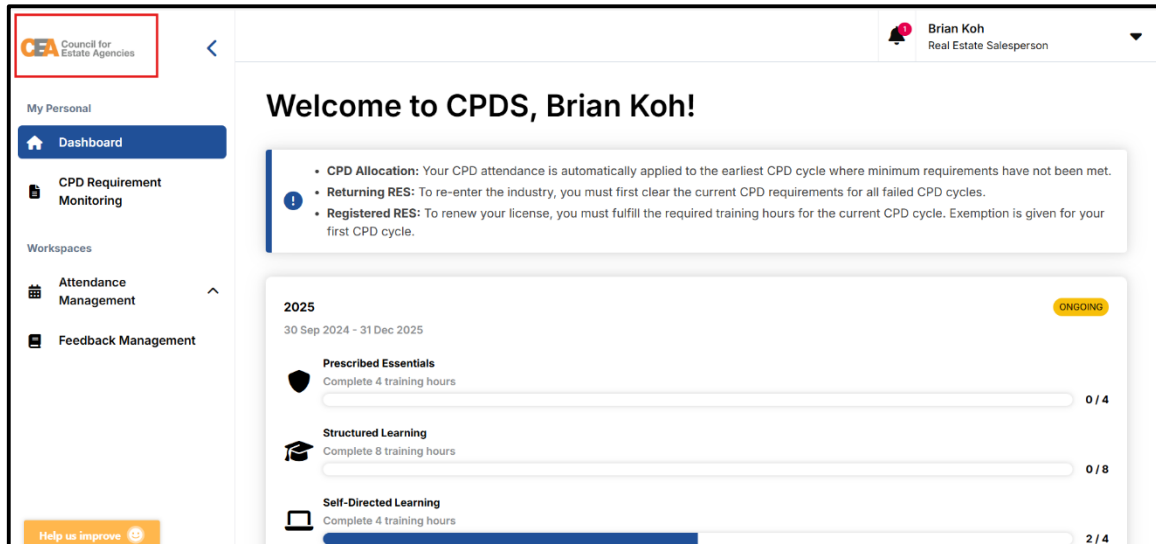 CEA Council for
Estate Agencies
1
Brian Koh
Real Estate Salesperson
My Personal
Dashboard
CPD Requirement
Monitoring
Workspaces
Attendance
Management
Feedback Management
Help us improve
Welcome to CPDS, Brian Koh!
• CPD Allocation: Your CPD attendance is automatically applied to the earliest CPD cycle where minimum requirements have not been met.
• Returning RES: To re-enter the industry, you must first clear the current CPD requirements for all failed CPD cycles.
• Registered RES: To renew your license, you must fulfill the required training hours for the current CPD cycle. Exemption is given for your
first CPD cycle.
2025
ONGOING
30 Sep 2024 - 31 Dec 2025
Prescribed Essentials
Complete 4 training hours
0 / 4
Structured Learning
Complete 8 training hours
0 / 8
Self-Directed Learning
Complete 4 training hours
2 / 4